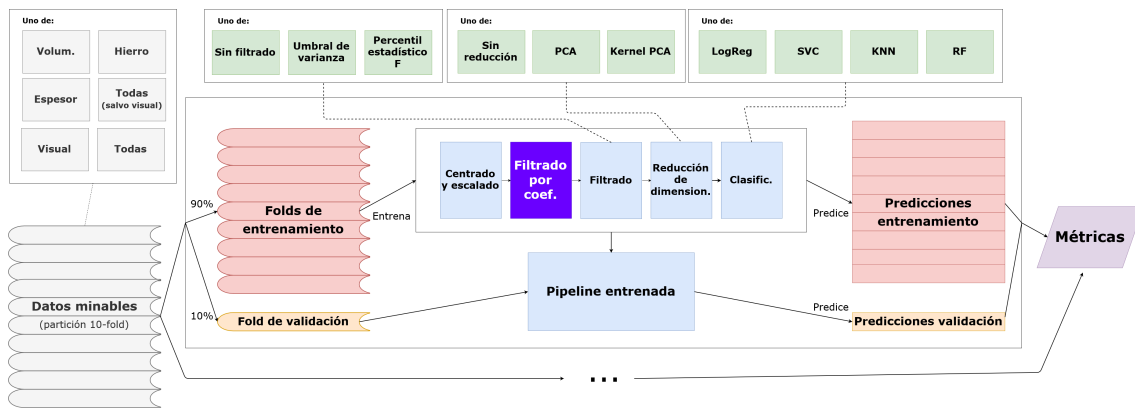 Uno de:
Volum.
Hierro
Espesor
Todas
(salvo visual)
Visual
Todas
Uno de:
Sin filtrado
Umbral de
varianza
Percentil
estadístico
F
Uno de:
Sin
reducción
PCA
Kernel PCA
Uno de:
LogReg
SVC
KNN
RF
Datos minables
(partición 10-fold)
90%
10%
Folds de
entrenamiento
Fold de validación
Entrena
Centrado
y escalado
Filtrado
por
coef.
Filtrado
Reducción
de
dimension.
Clasific.
Pipeline entrenada
Predice
Predice
Predicciones
entrenamiento
Predicciones validación
Métricas
...